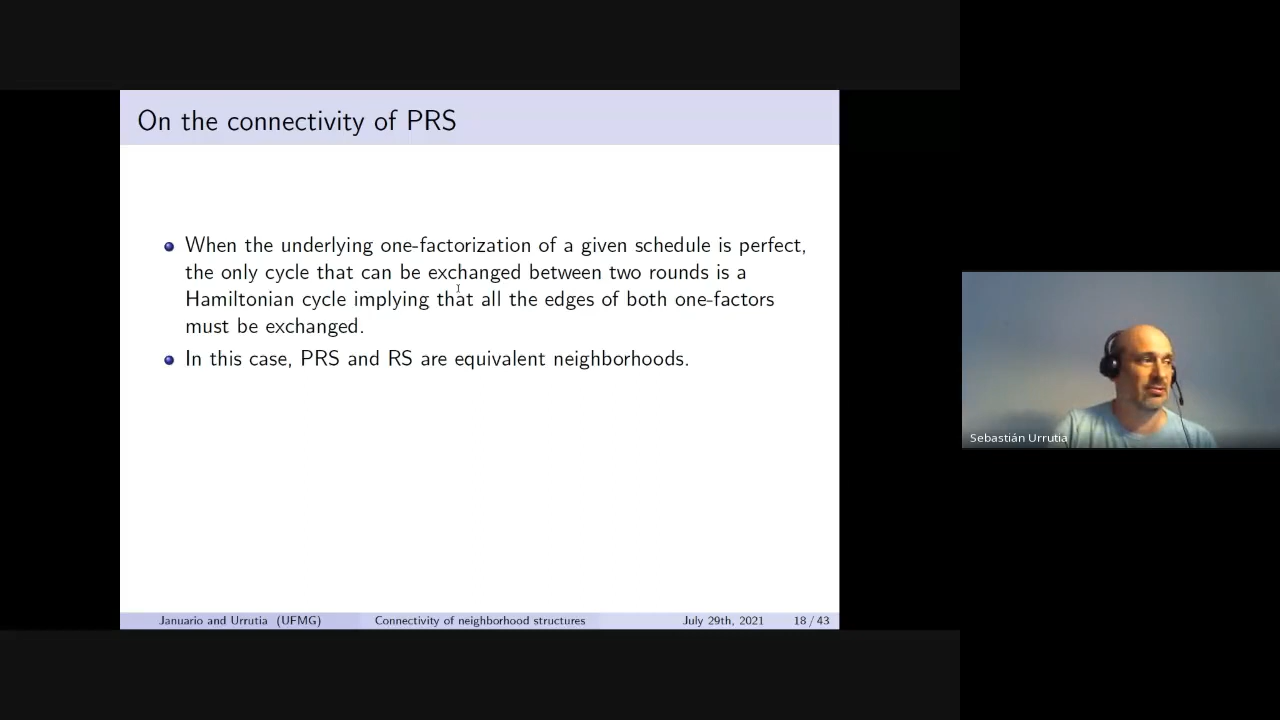 On the connectivity of PRS
When the underlying one-factorization of a given schedule is perfect,
the only cycle that can be exchanged between two rounds is a
Hamiltonian cycle implying that all the edges of both one-factors
must be exchanged.
In this case, PRS and RS are equivalent neighborhoods.
Sebastián Urrutia
Januario and Urrutia (UFMG) Connectivity of neighborhood structures July 29th, 2021 18 / 43